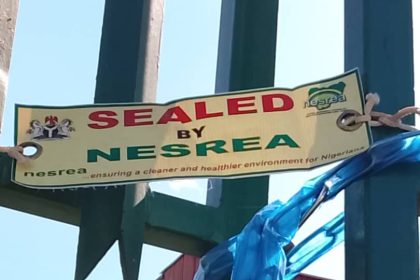 nesrea
SEALED
BY
NESREA
nesrea ...ensuring a cleaner and healthier environment for Nigerians